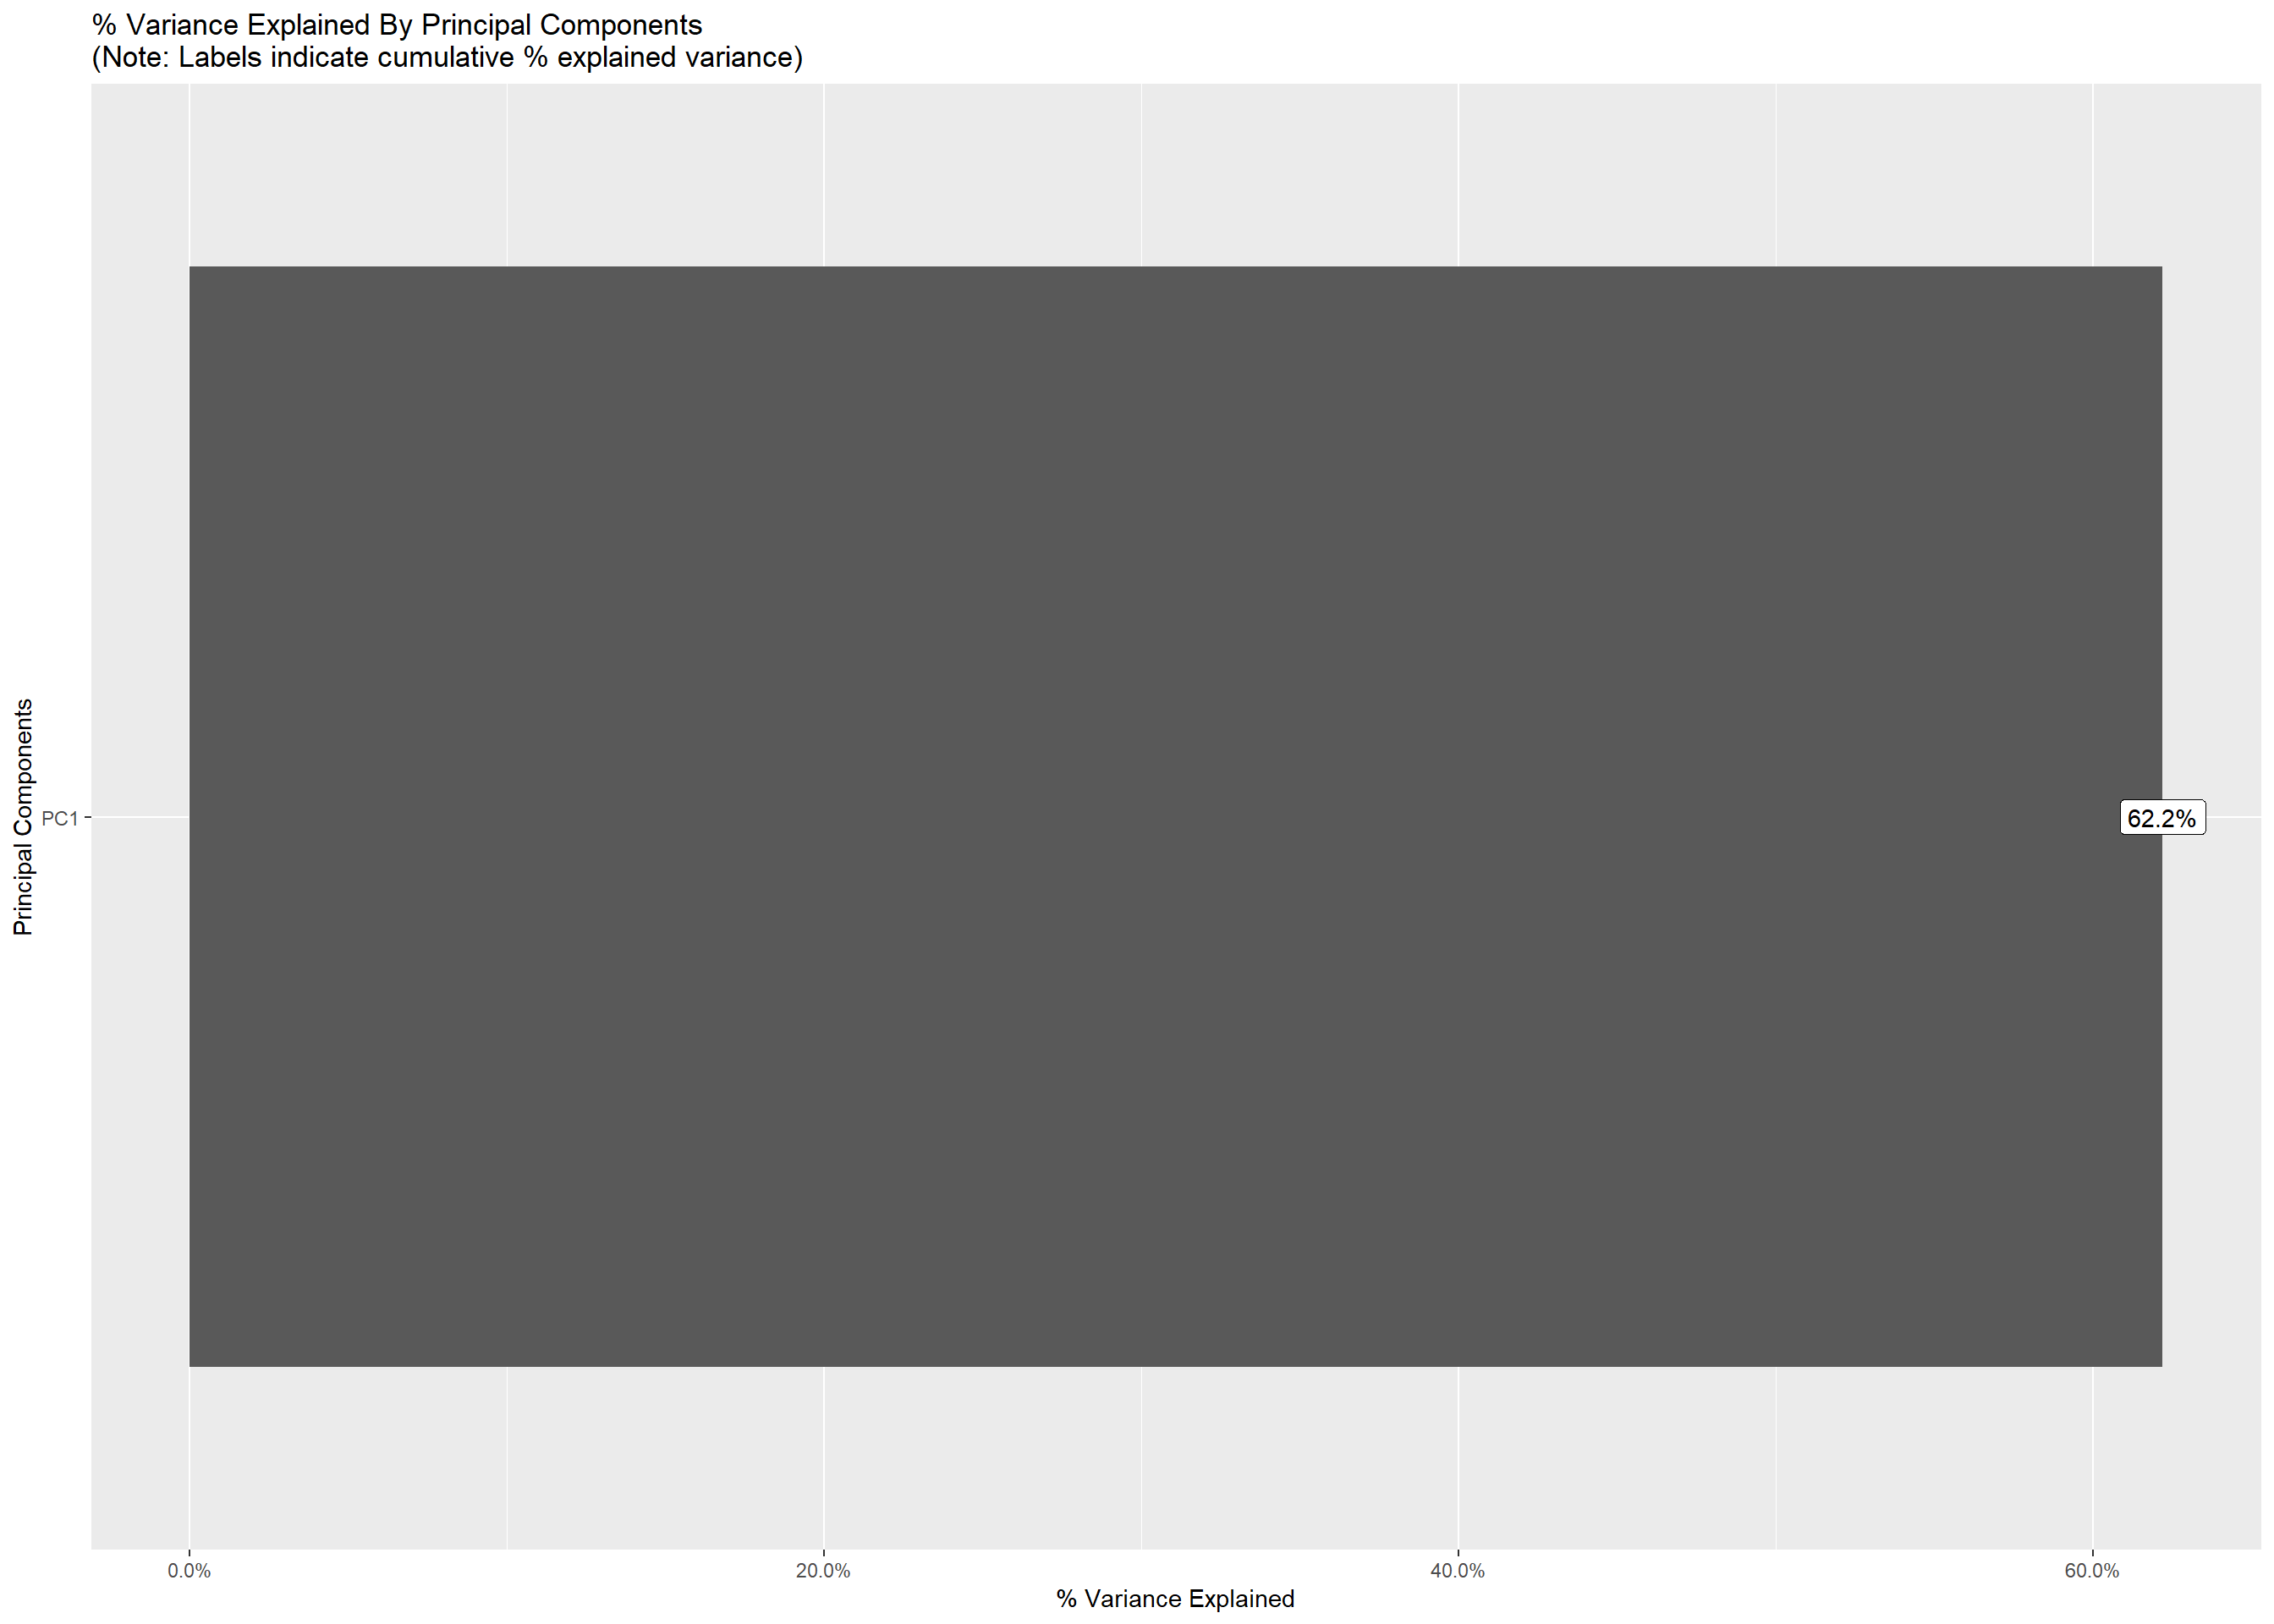 % Variance Explained By Principal Components
(Note: Labels indicate cumulative % explained variance)
Principal Components
PC1
62.2%
0.0%
20.0%
40.0%
60.0%
% Variance Explained